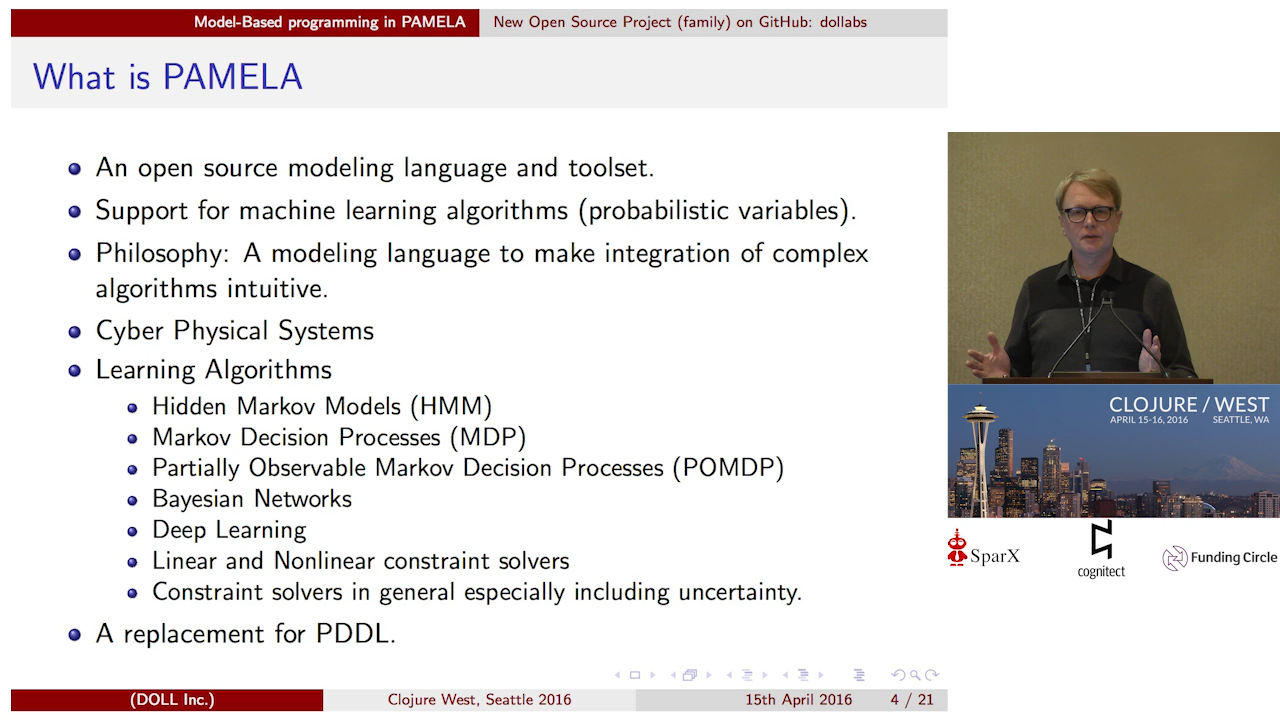 Model-Based programming in PAMELA
New Open Source Project (family) on GitHub: dollabs
What is PAMELA
An open source modeling language and toolset.
Support for machine learning algorithms (probabilistic variables).
Philosophy: A modeling language to make integration of complex
algorithms intuitive.
Cyber Physical Systems
Learning Algorithms
Hidden Markov Models (HMM)
Markov Decision Processes (MDP)
Partially Observable Markov Decision Processes (POMDP)
Bayesian Networks
Deep Learning
Linear and Nonlinear constraint solvers
Constraint solvers in general especially including uncertainty.
A replacement for PDDL.
(DOLL Inc.)
Clojure West, Seattle 2016
15th April 2016
4 / 21
CLOJURE / WEST
APRIL 15-16, 2016
SEATTLE, WA
SparX
cognitect
Funding Circle